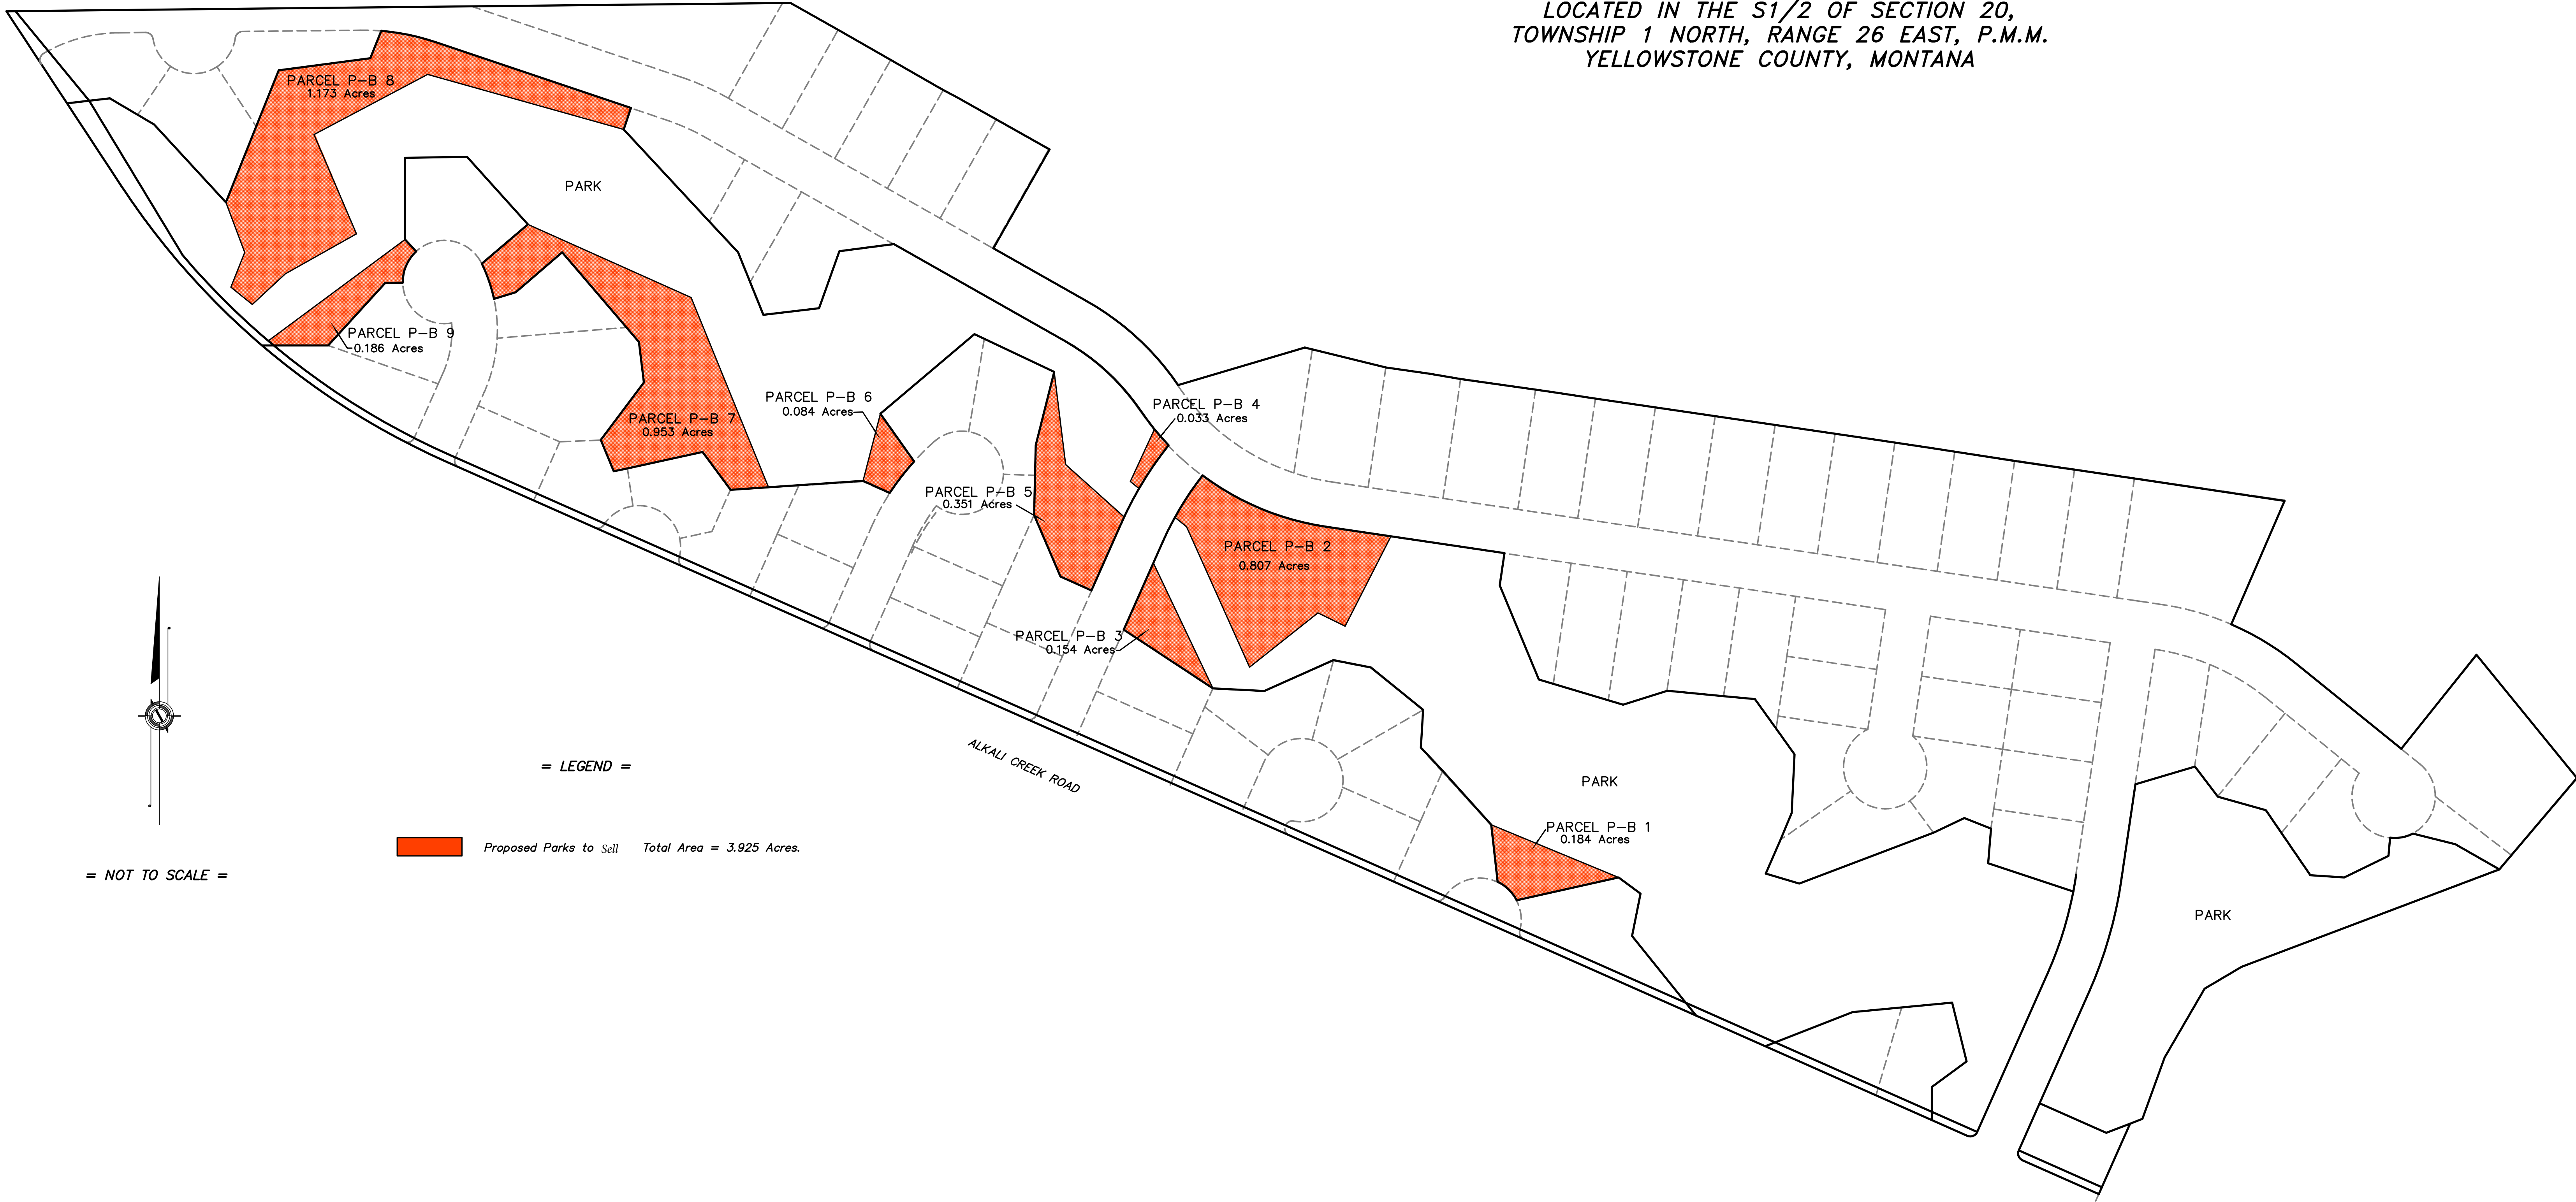 LOCATED IN THE S1/2 OF SECTION 20,
TOWNSHIP 1 NORTH, RANGE 26 EAST, P.M.M.
YELLOWSTONE COUNTY, MONTANA
PARCEL P-B 8
1.173 Acres
PARK
PARCEL P-B 9
0.186 Acres
PARCEL P-B 7
0.953 Acres
PARCEL P-B 6
0.084 Acres
PARCEL P-B 4
0.033 Acres
PARCEL P-B 5
0.351 Acres
PARCEL P-B 2
0.807 Acres
PARCEL P-B 3
0.154 Acres
ALKALI CREEK ROAD
PARK
PARCEL P-B 1
0.184 Acres
PARK
= LEGEND =
Proposed Parks to Sell Total Area = 3.925 Acres.
= NOT TO SCALE =